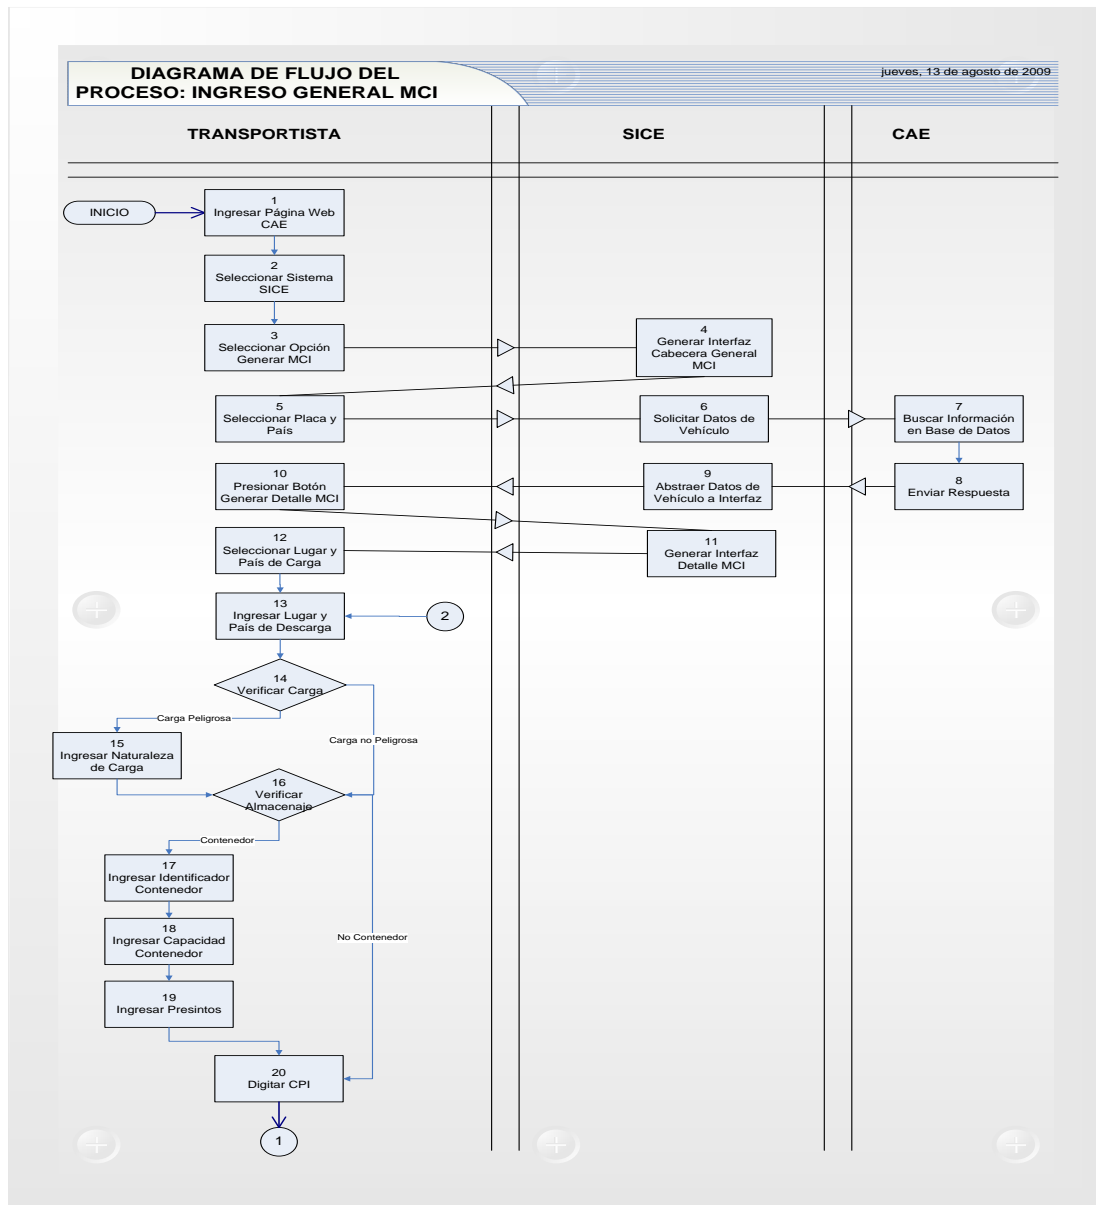 DIAGRAMA DE FLUJO DEL
PROCESO: INGRESO GENERAL MCI
jueves, 13 de agosto de 2009
TRANSPORTISTA
SICE
CAE
INICIO
1
Ingresar Página Web
CAE
2
Seleccionar Sistema
SICE
3
Seleccionar Opción
Generar MCI
4
Generar Interfaz
Cabecera General
MCI
5
Seleccionar Placa y
País
6
Solicitar Datos de
Vehículo
7
Buscar Información
en Base de Datos
10
Presionar Botón
Generar Detalle MCI
9
Abstraer Datos de
Vehículo a Interfaz
8
Enviar Respuesta
12
Seleccionar Lugar y
País de Carga
11
Generar Interfaz
Detalle MCI
13
Ingresar Lugar y
País de Descarga
2
14
Verificar Carga
Carga Peligrosa
Carga no Peligrosa
15
Ingresar Naturaleza
de Carga
16
Verificar
Almacenaje
Contenedor
17
Ingresar Identificador
Contenedor
18
Ingresar Capacidad
Contenedor
No Contenedor
19
Ingresar Presintos
20
Digitar CPI
1